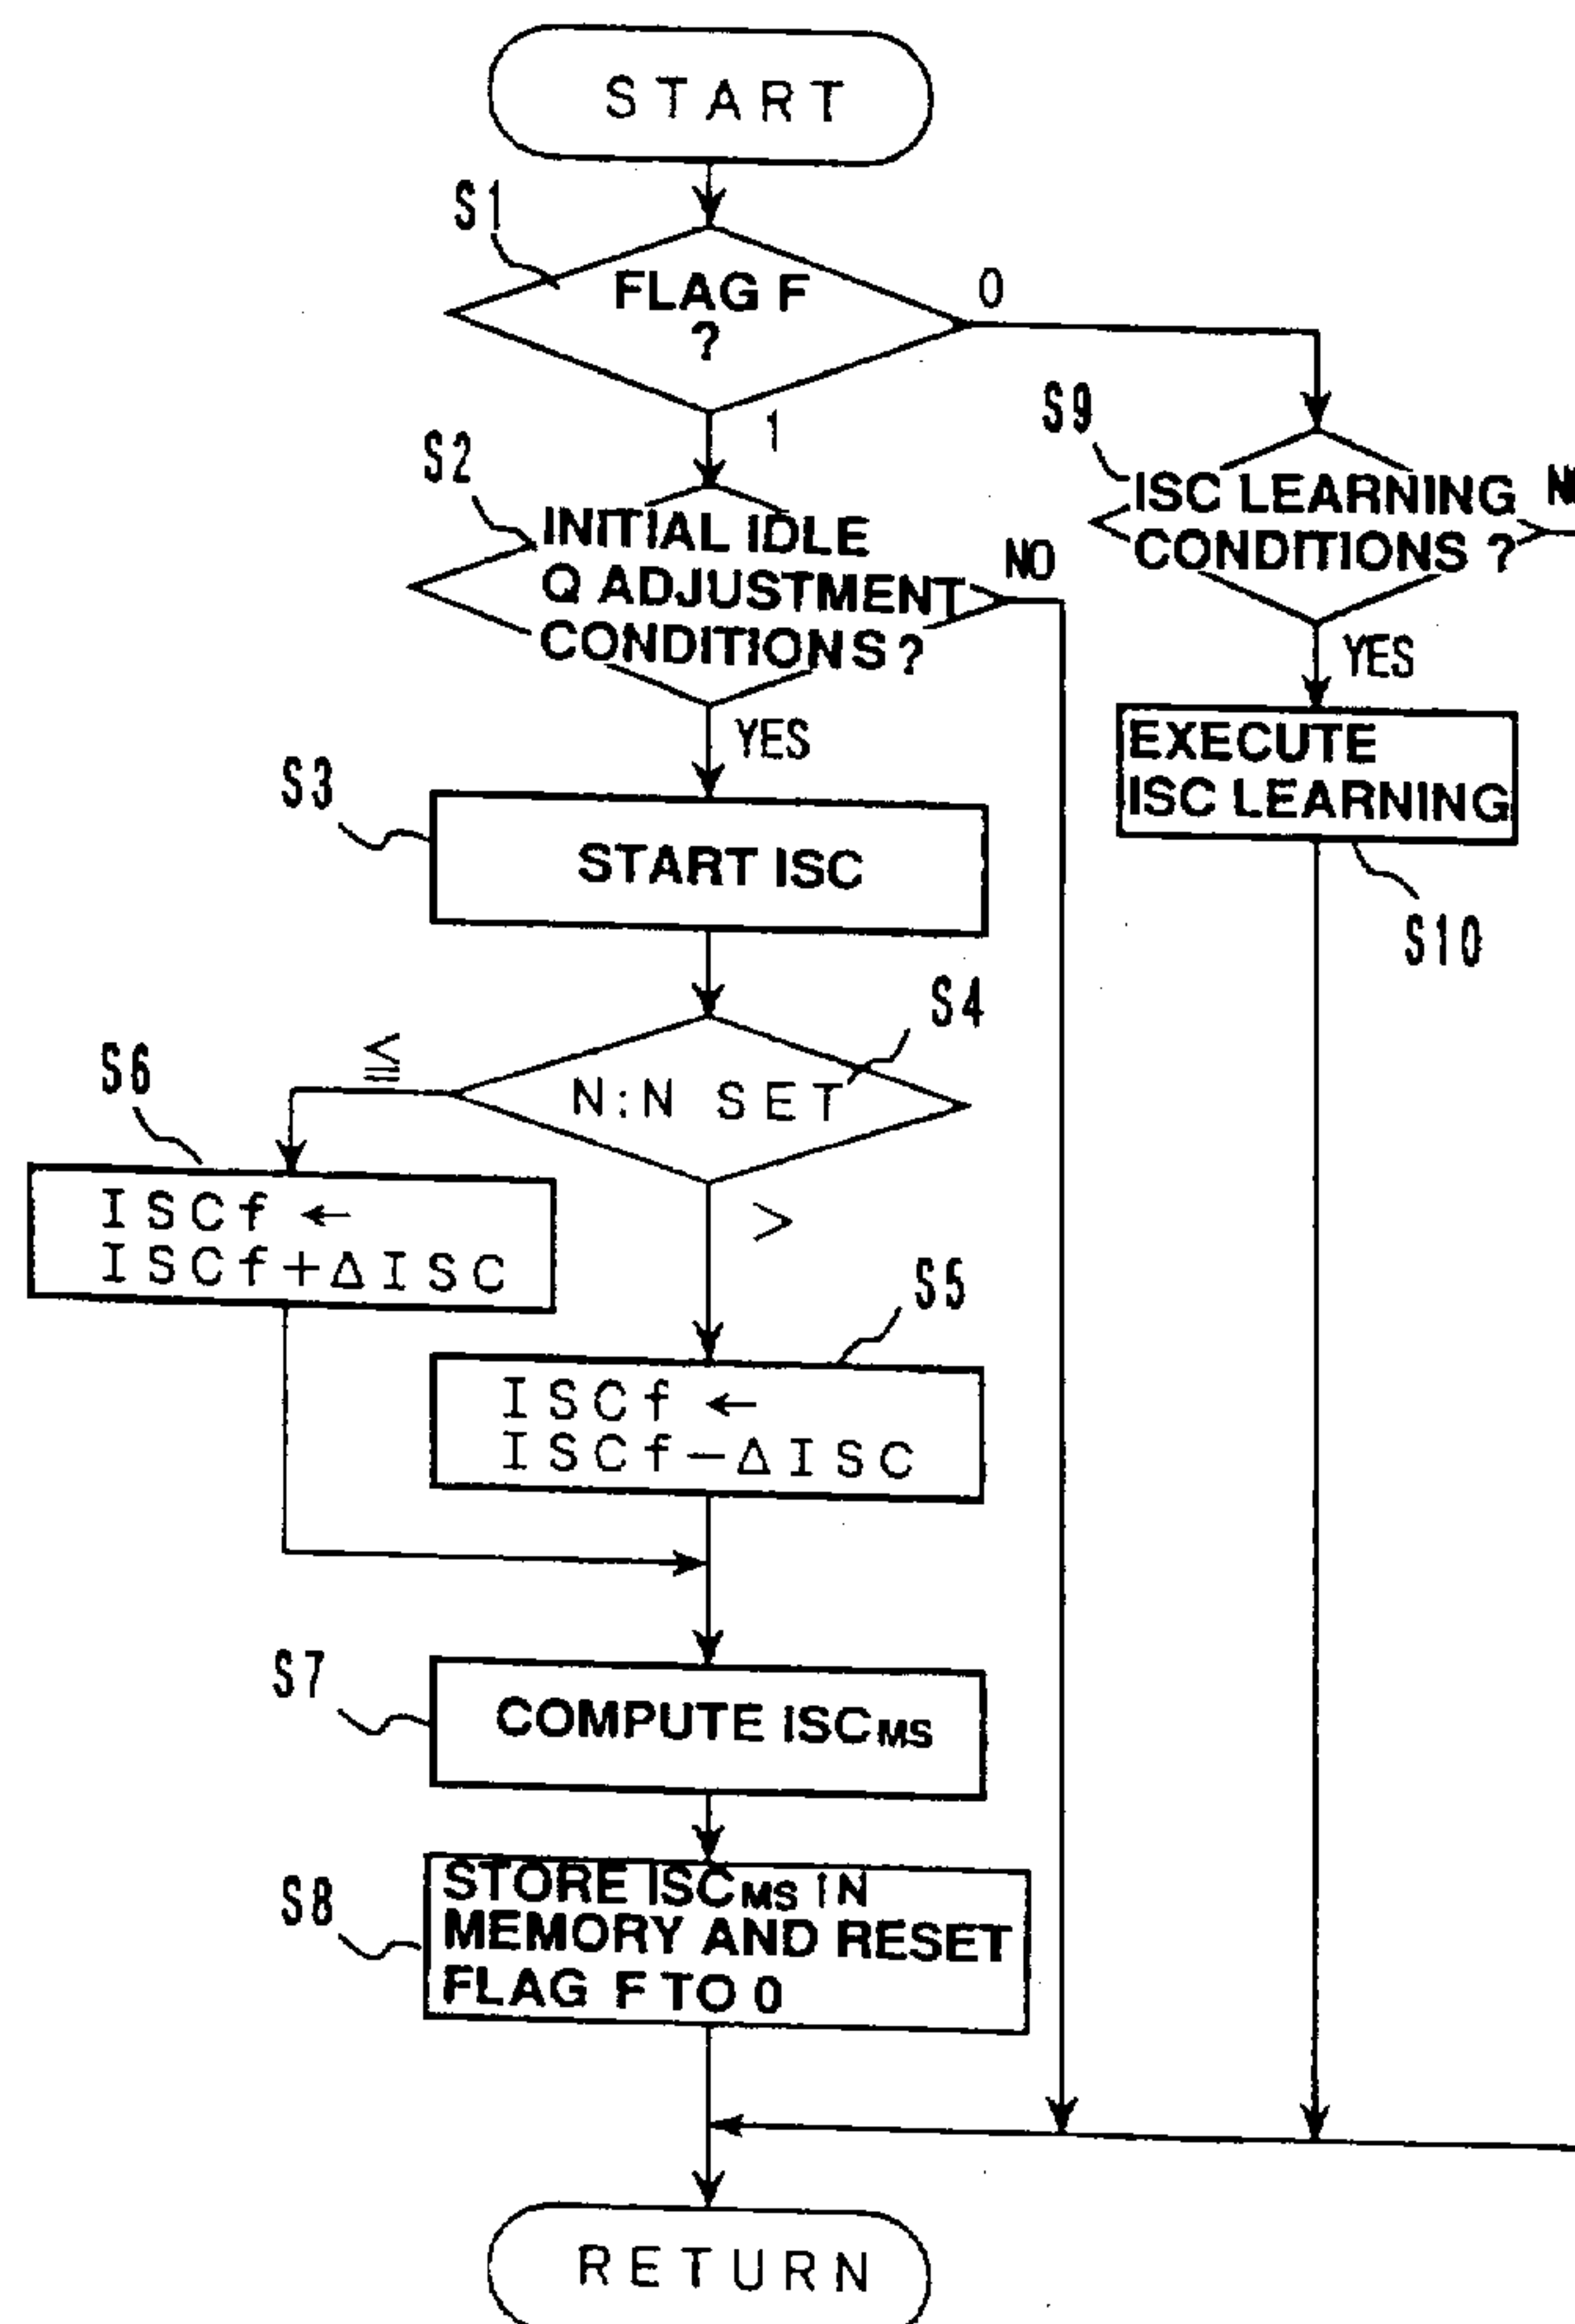 START
S1
FLAG F
?
0
1
S9
ISC LEARNING
CONDITIONS ?
S2
INITIAL IDLE
Q ADJUSTMENT
CONDITIONS ?
NO
YES
YES
EXECUTE
ISC LEARNING
S10
S3
START ISC
S4
N:N SET
≦
>
S6
ISCf ←
ISCf+ΔISC
S5
ISCf ←
ISCf−ΔISC
S7
COMPUTE ISCMS
S8
STORE ISCMS IN
MEMORY AND RESET
FLAG F TO 0
RETURN